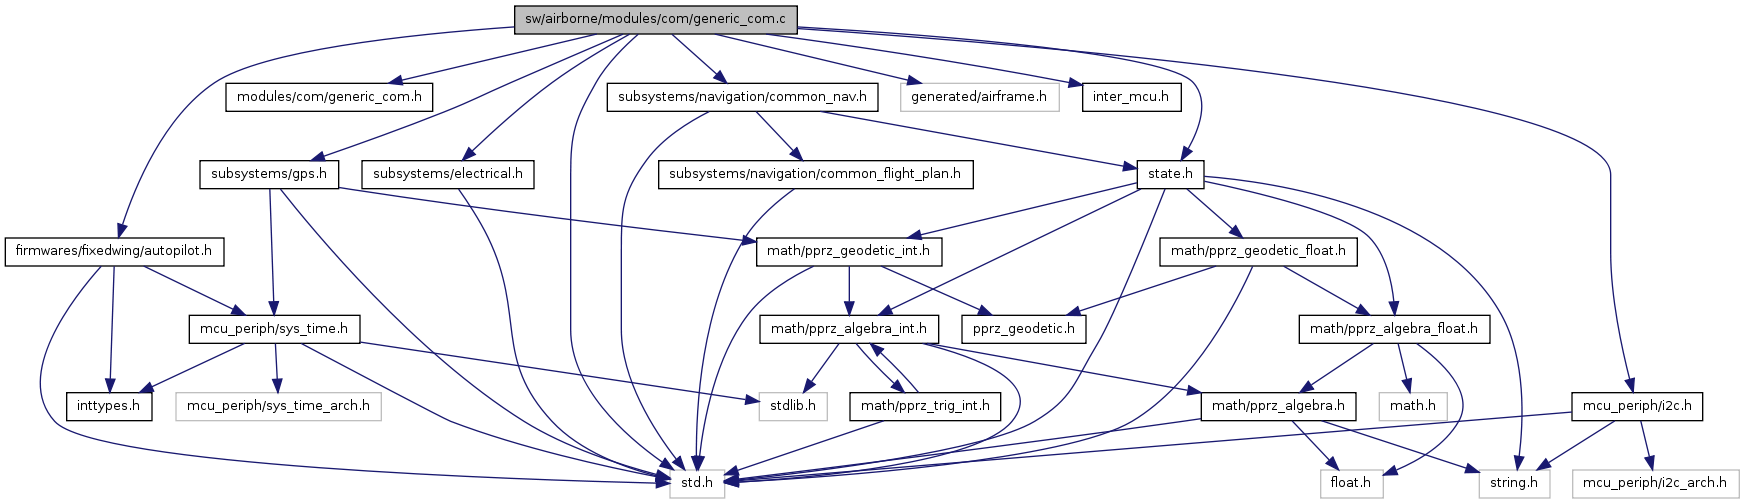 sw/airborne/modules/com/generic_com.c
modules/com/generic_com.h
subsystems/navigation/common_nav.h
generated/airframe.h
inter_mcu.h
subsystems/gps.h
subsystems/electrical.h
subsystems/navigation/common_flight_plan.h
state.h
firmwares/fixedwing/autopilot.h
math/pprz_geodetic_int.h
math/pprz_geodetic_float.h
mcu_periph/sys_time.h
math/pprz_algebra_int.h
pprz_geodetic.h
math/pprz_algebra_float.h
inttypes.h
mcu_periph/sys_time_arch.h
stdlib.h
math/pprz_trig_int.h
math/pprz_algebra.h
math.h
mcu_periph/i2c.h
std.h
float.h
string.h
mcu_periph/i2c_arch.h